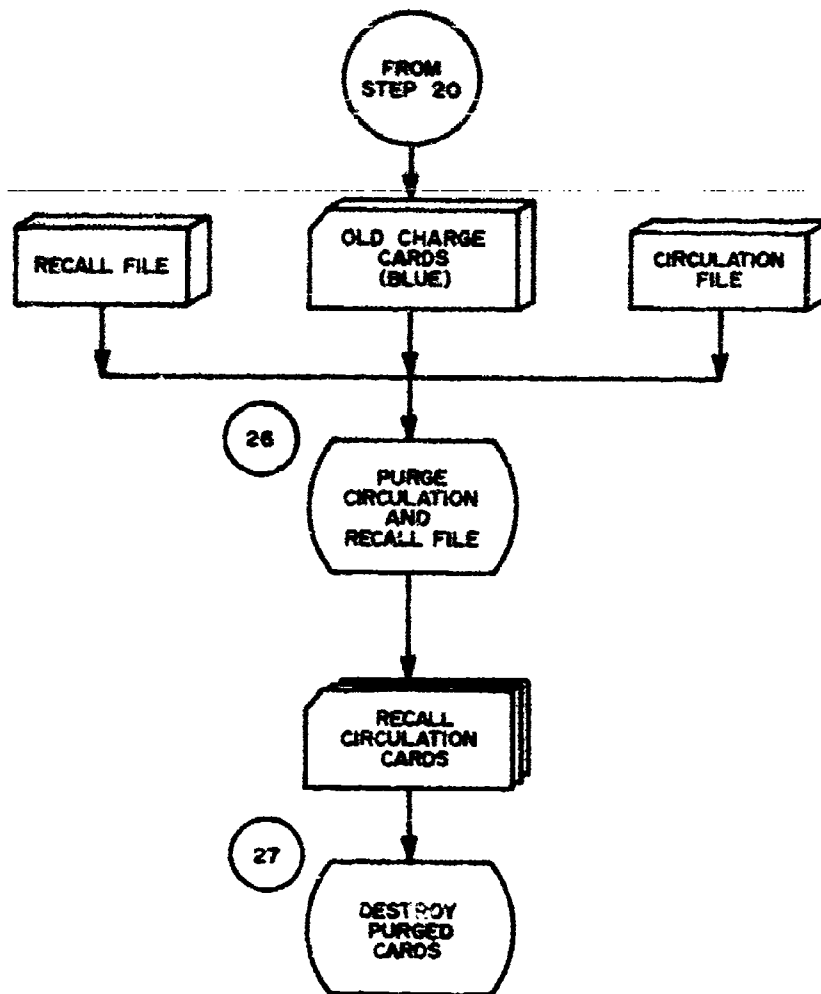 FROM
STEP 20
RECALL FILE
OLD CHARGE
CARDS
(BLUE)
CIRCULATION
FILE
26
PURGE
CIRCULATION
AND
RECALL FILE
RECALL
CIRCULATION
CARDS
27
DESTROY
PURGED
CARDS